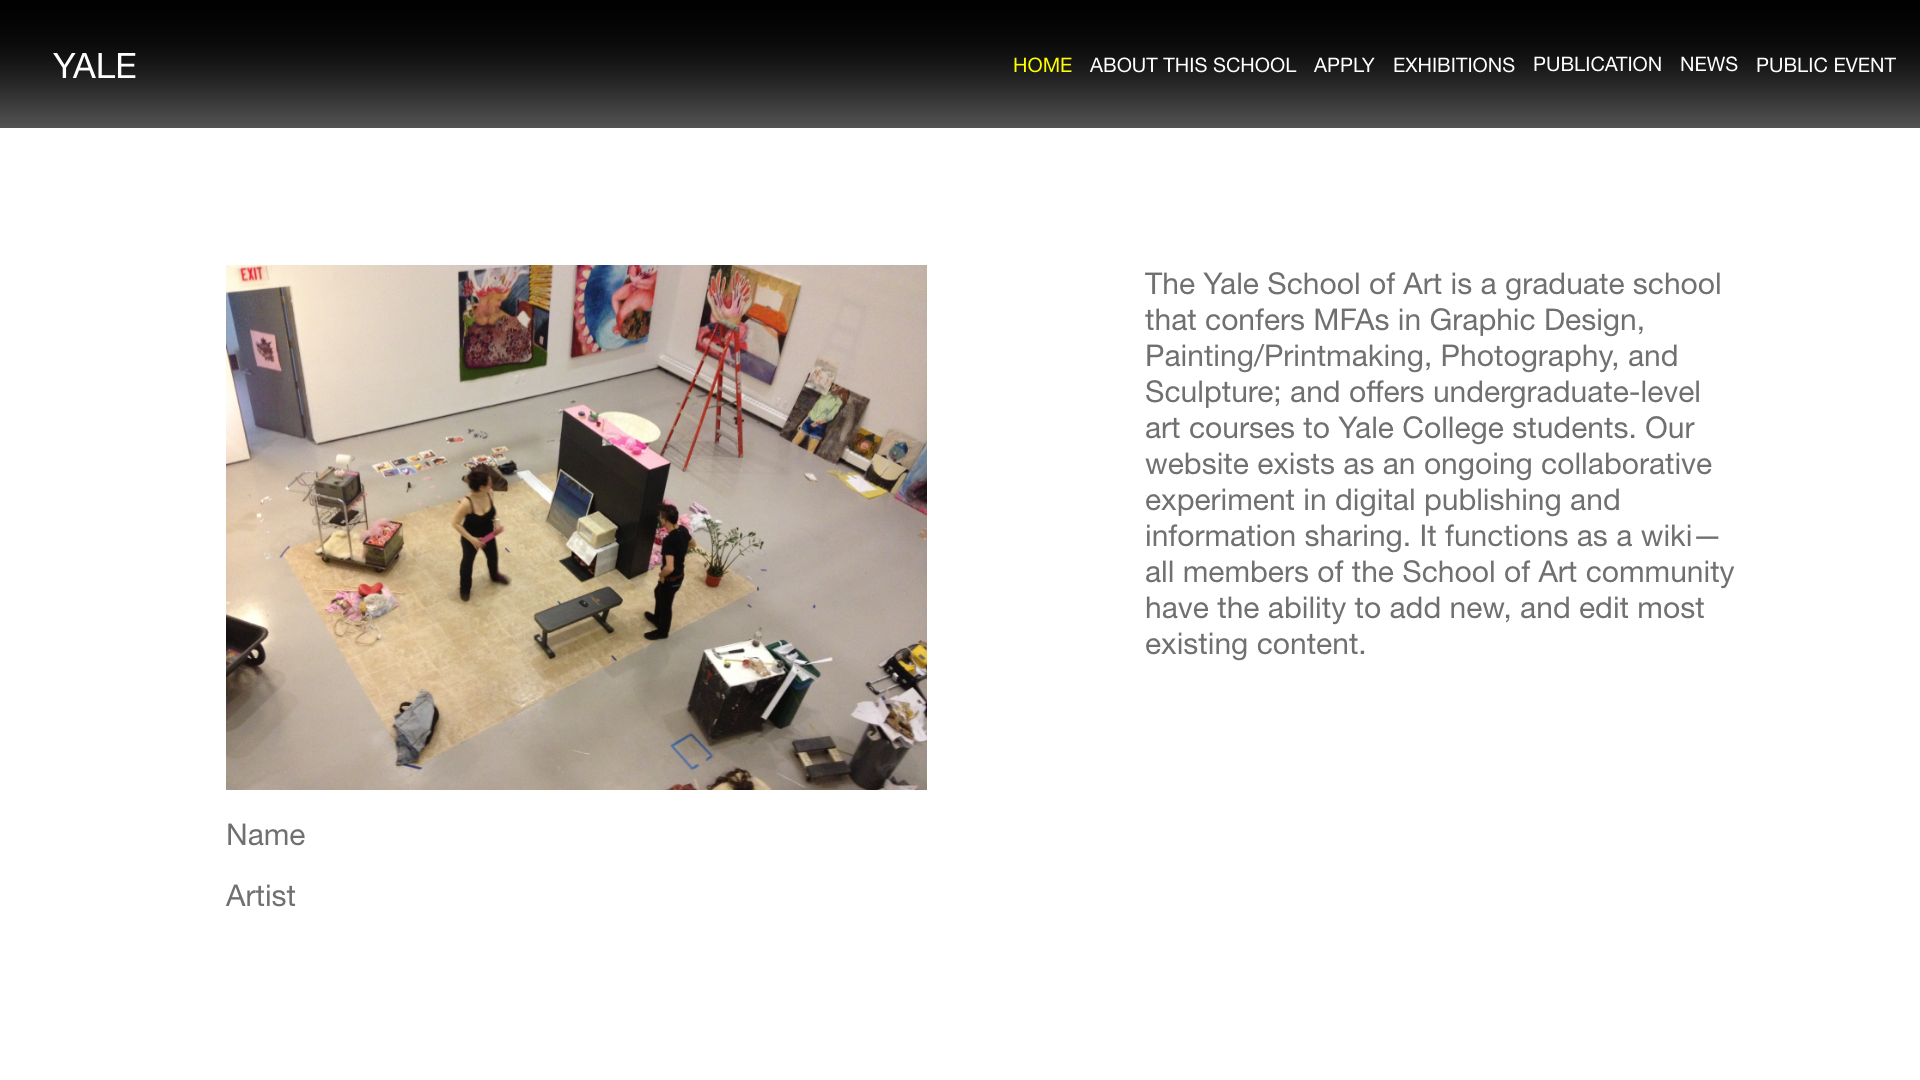 YALE
HOME ABOUT THIS SCHOOL APPLY EXHIBITIONS PUBLICATION NEWS PUBLIC EVENT
EXIT
The Yale School of Art is a graduate school
that confers MFAs in Graphic Design,
Painting/Printmaking, Photography, and
Sculpture; and offers undergraduate-level
art courses to Yale College students. Our
website exists as an ongoing collaborative
experiment in digital publishing and
information sharing. It functions as a wiki—
all members of the School of Art community
have the ability to add new, and edit most
existing content.
Name
Artist